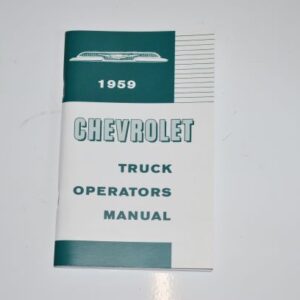 1959
CHEVROLET
TRUCK
OPERATORS
MANUAL